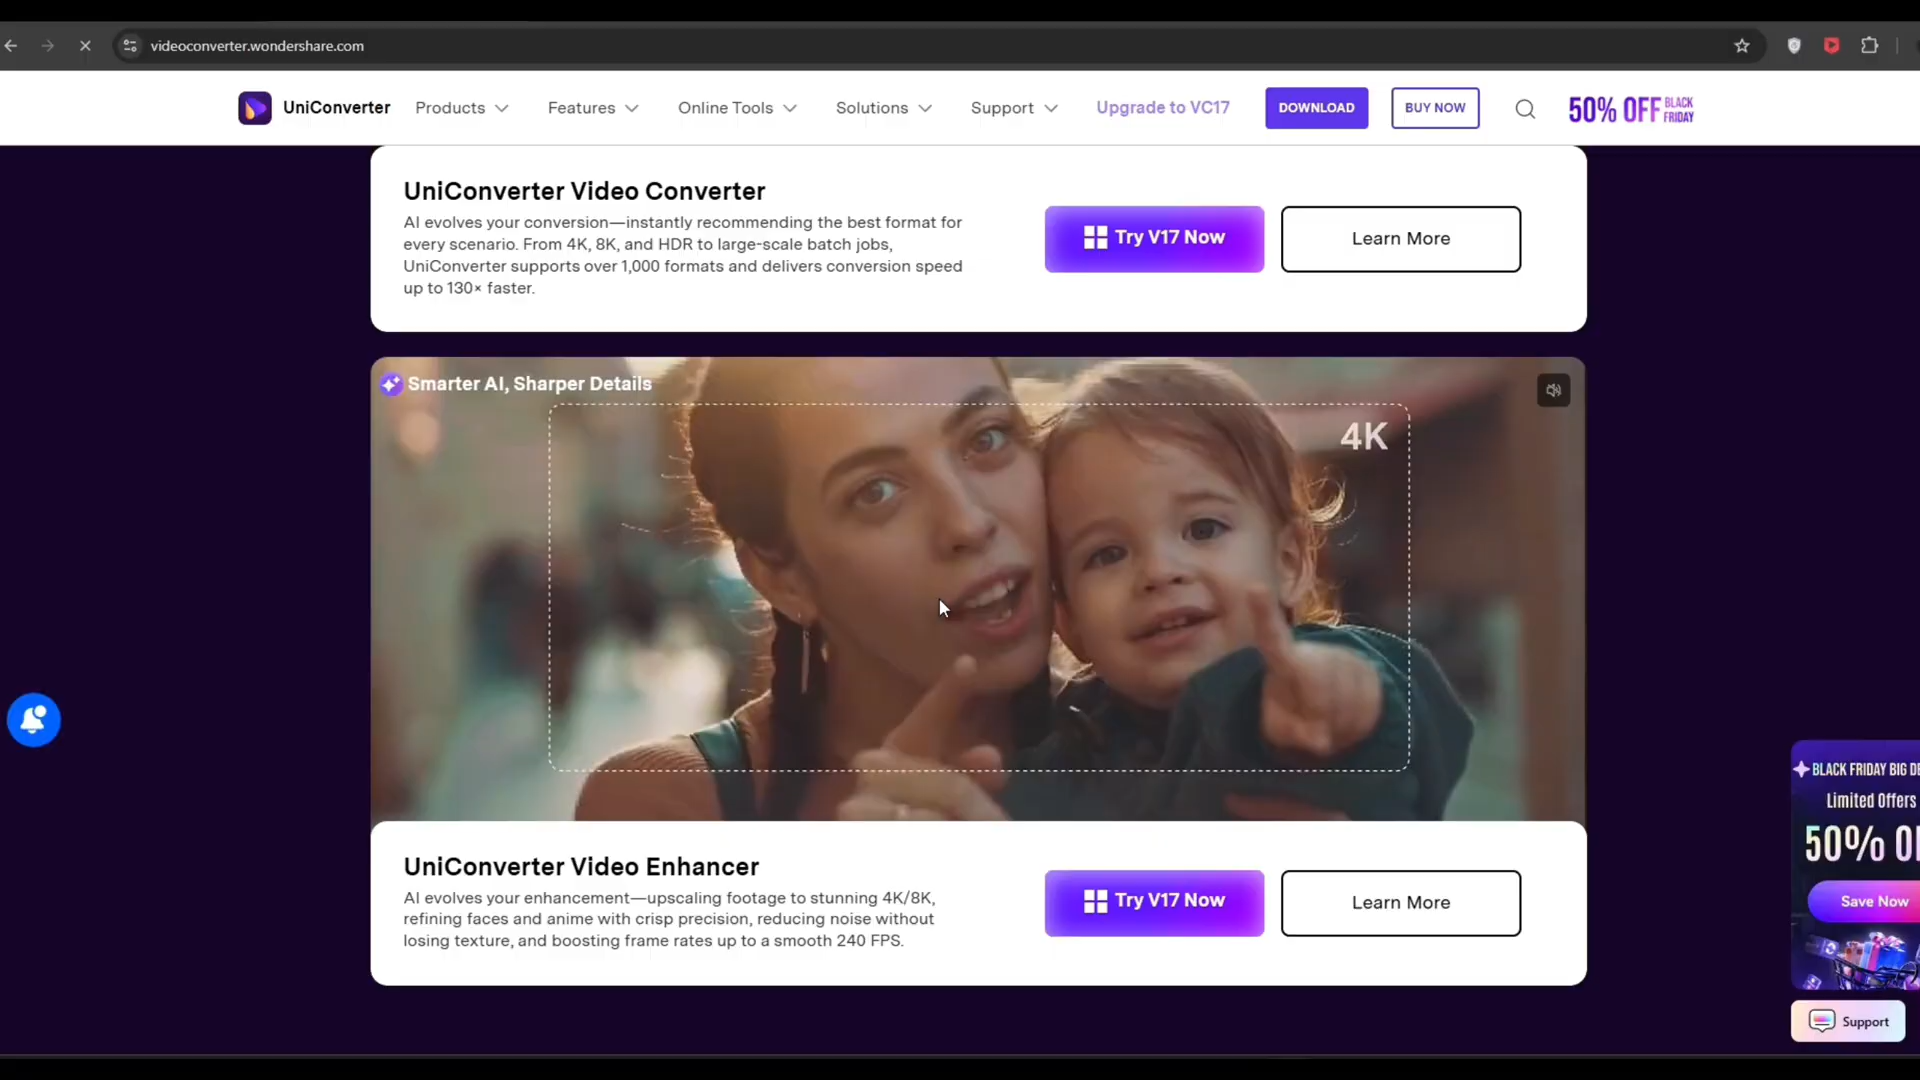 videoconverter.wondershare.com
UniConverter Products Features Online Tools Solutions Support Upgrade to VC17 DOWNLOAD BUY NOW 50% OFF BLACK FRIDAY
UniConverter Video Converter
AI evolves your conversion—instantly recommending the best format for
every scenario. From 4K, 8K, and HDR to large-scale batch jobs,
UniConverter supports over 1,000 formats and delivers conversion speed
up to 130× faster.
Try V17 Now
Learn More
Smarter AI, Sharper Details
4K
UniConverter Video Enhancer
AI evolves your enhancement—upscaling footage to stunning 4K/8K,
refining faces and anime with crisp precision, reducing noise without
losing texture, and boosting frame rates up to a smooth 240 FPS.
Try V17 Now
Learn More
BLACK FRIDAY BIG
Limited Offers
50%
Save Now
Support